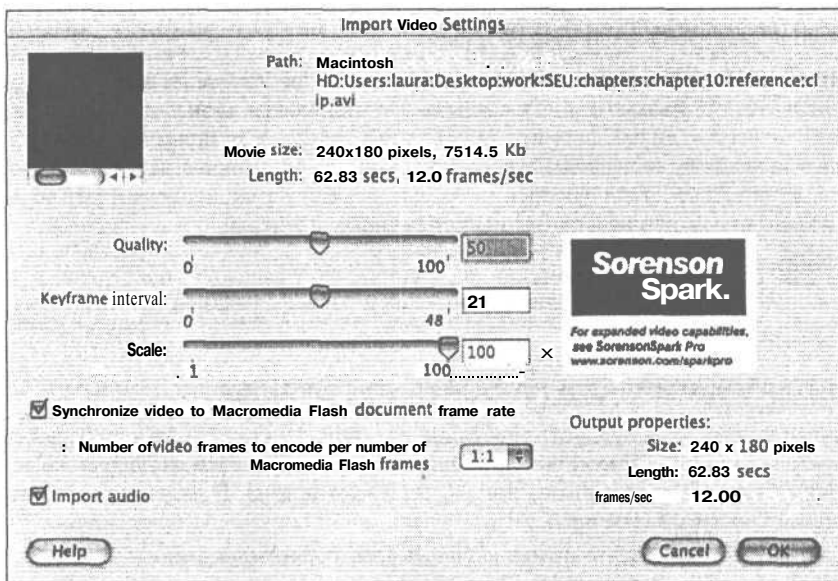 Import Video Settings
Path: Macintosh
HD:Users:laura:Desktop:work:SEU:chapters:chapter10:reference:cl
ip.avi
Movie size: 240x180 pixels, 7514.5 Kb
Length: 62.83 secs, 12.0 frames/sec
Quality: 50
0 100
Keyframe interval: 21
0 48
Scale: 100 ×
1 100
Sorenson
Spark.
For expanded video capabilities,
see SorensonSpark Pro
www.sorenson.com/sparkpro
Synchronize video to Macromedia Flash document frame rate
: Number of video frames to encode per number of
Macromedia Flash frames 1:1
Import audio
Output properties:
Size: 240 x 180 pixels
Length: 62.83 secs
frames/sec 12.00
Help Cancel OK